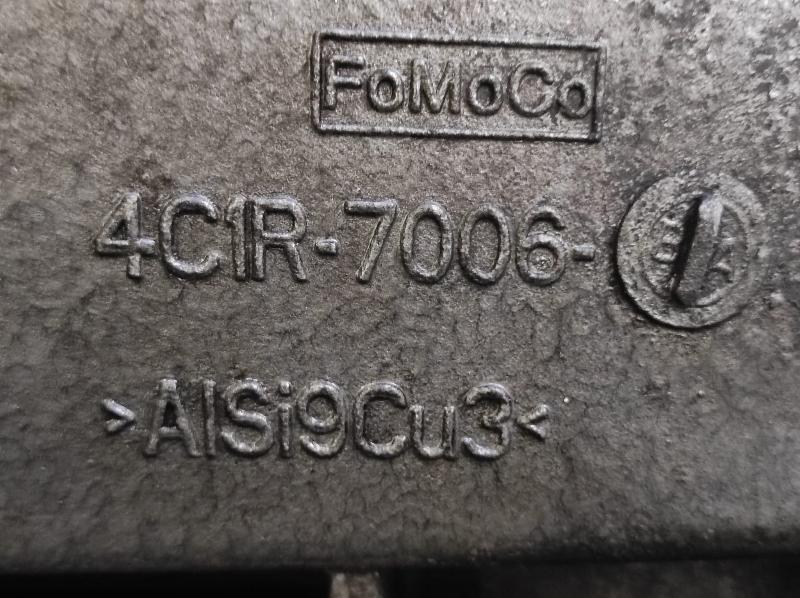 FoMoCo
4C1R-7006-
>AlSi9Cu3<